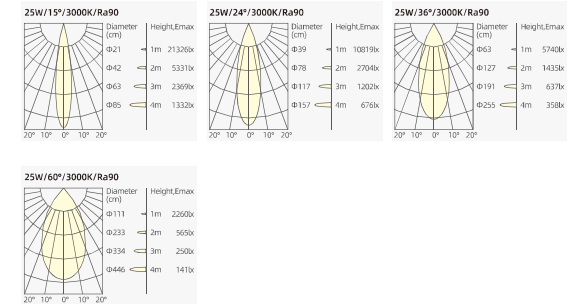 25W/15°/3000K/Ra90
Diameter (cm) Height,Emax
Φ21 1m 21326lx
Φ42 2m 5331lx
Φ63 3m 2369lx
Φ85 4m 1332lx
20° 10° 0° 10° 20°
25W/24°/3000K/Ra90
Diameter (cm) Height,Emax
Φ39 1m 10819lx
Φ78 2m 2704lx
Φ117 3m 1202lx
Φ157 4m 676lx
20° 10° 0° 10° 20°
25W/36°/3000K/Ra90
Diameter (cm) Height,Emax
Φ63 1m 5740lx
Φ127 2m 1435lx
Φ191 3m 637lx
Φ255 4m 358lx
20° 10° 0° 10° 20°
25W/60°/3000K/Ra90
Diameter (cm) Height,Emax
Φ111 1m 2260lx
Φ233 2m 565lx
Φ334 3m 250lx
Φ446 4m 141lx
20° 10° 0° 10° 20°